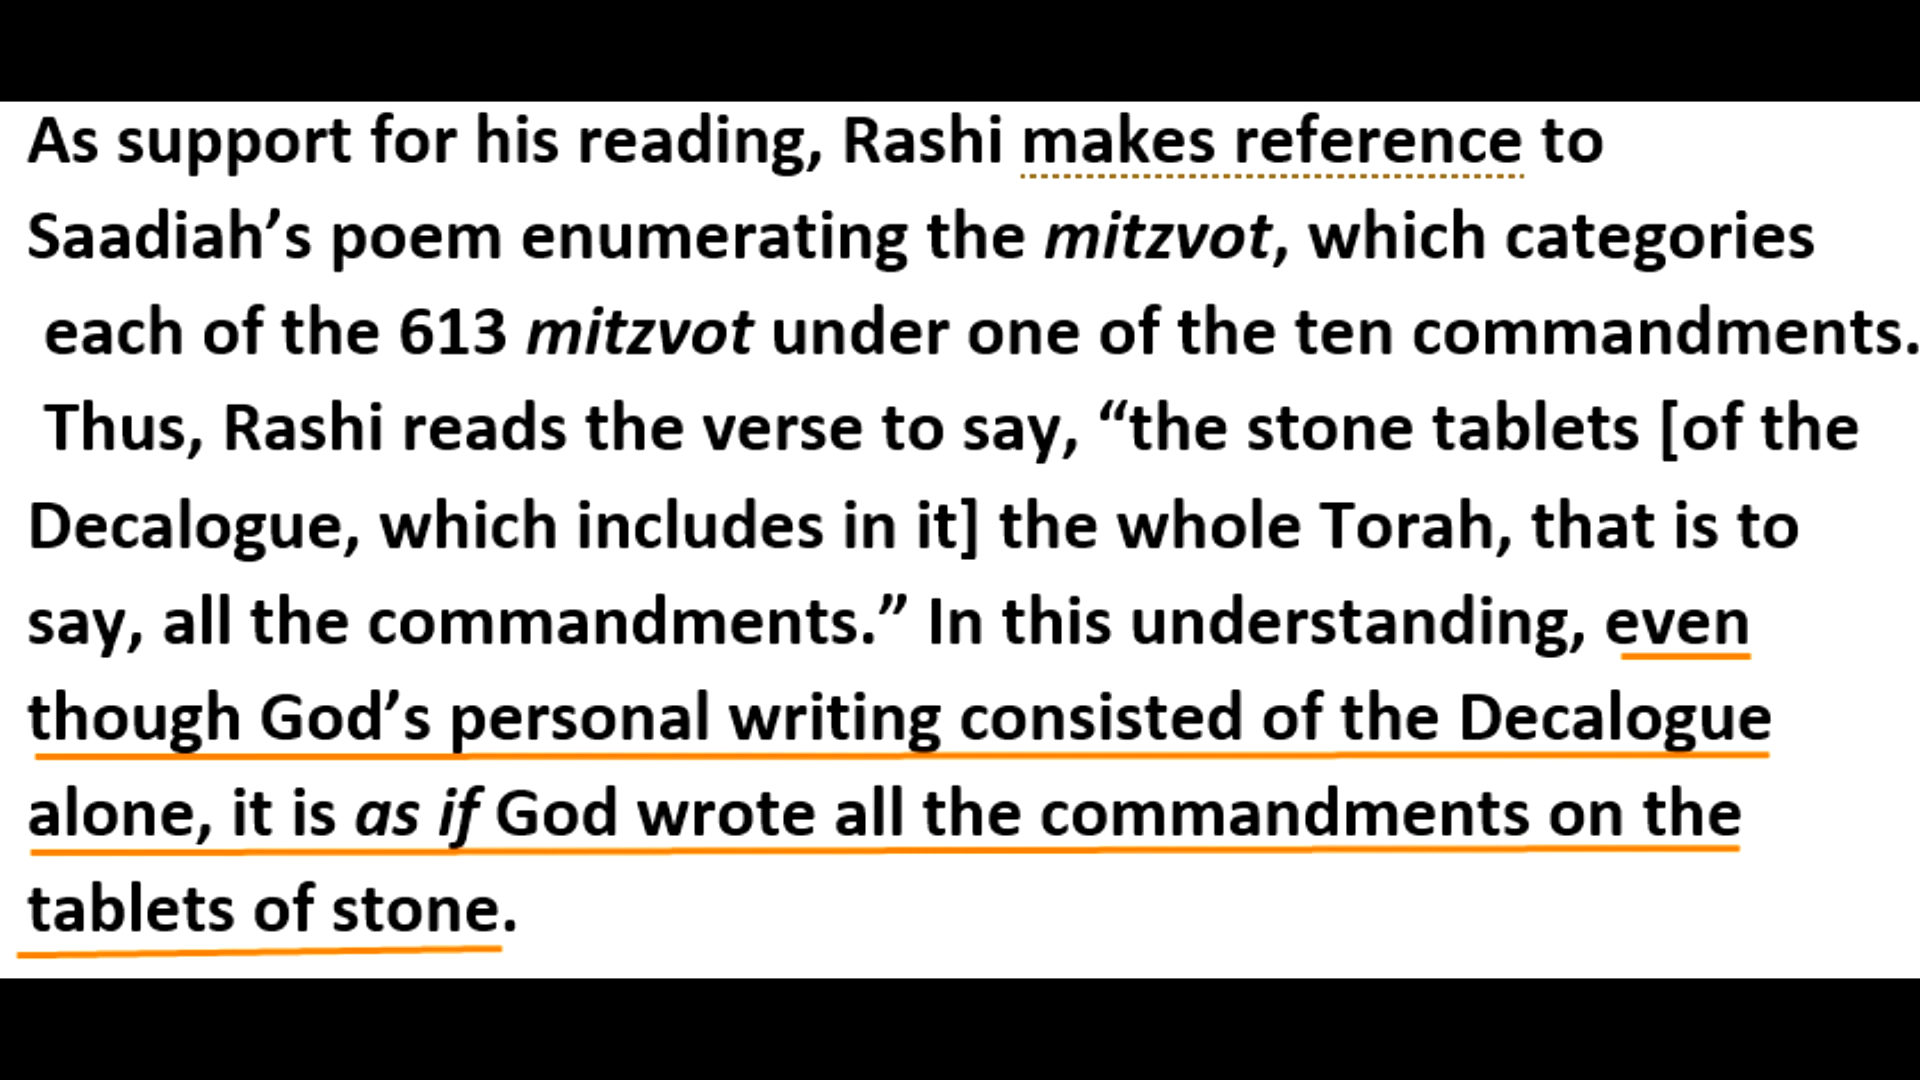 As support for his reading, Rashi makes reference to
Saadiah’s poem enumerating the mitzvot, which categories
each of the 613 mitzvot under one of the ten commandments.
Thus, Rashi reads the verse to say, “the stone tablets [of the
Decalogue, which includes in it] the whole Torah, that is to
say, all the commandments.” In this understanding, even
though God’s personal writing consisted of the Decalogue
alone, it is as if God wrote all the commandments on the
tablets of stone.